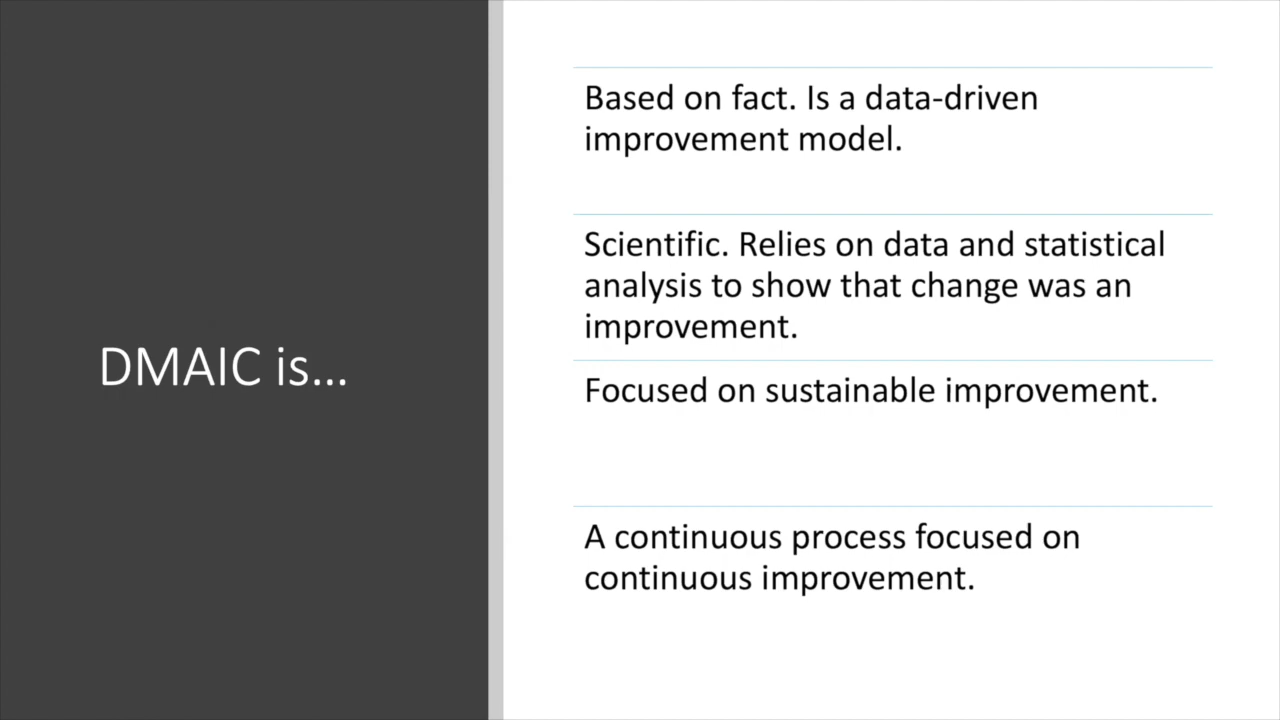 DMAIC is...
Based on fact. Is a data-driven
improvement model.
Scientific. Relies on data and statistical
analysis to show that change was an
improvement.
Focused on sustainable improvement.
A continuous process focused on
continuous improvement.